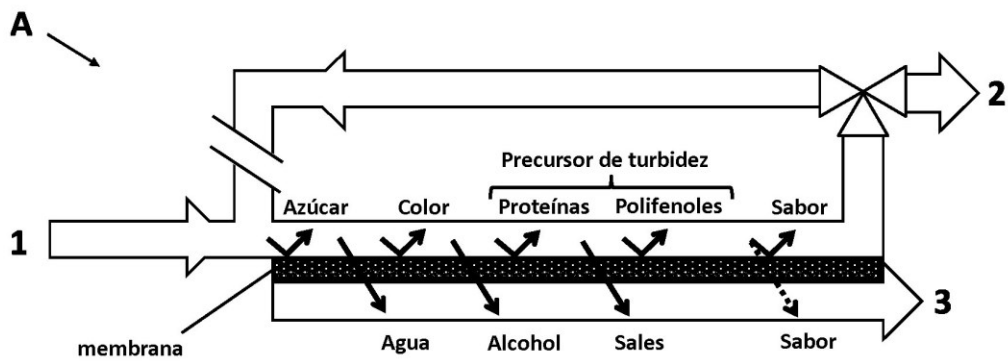 A
2
Precursor de turbidez
Azúcar Color Proteínas Polifenoles Sabor
1
3
membrana Agua Alcohol Sales Sabor